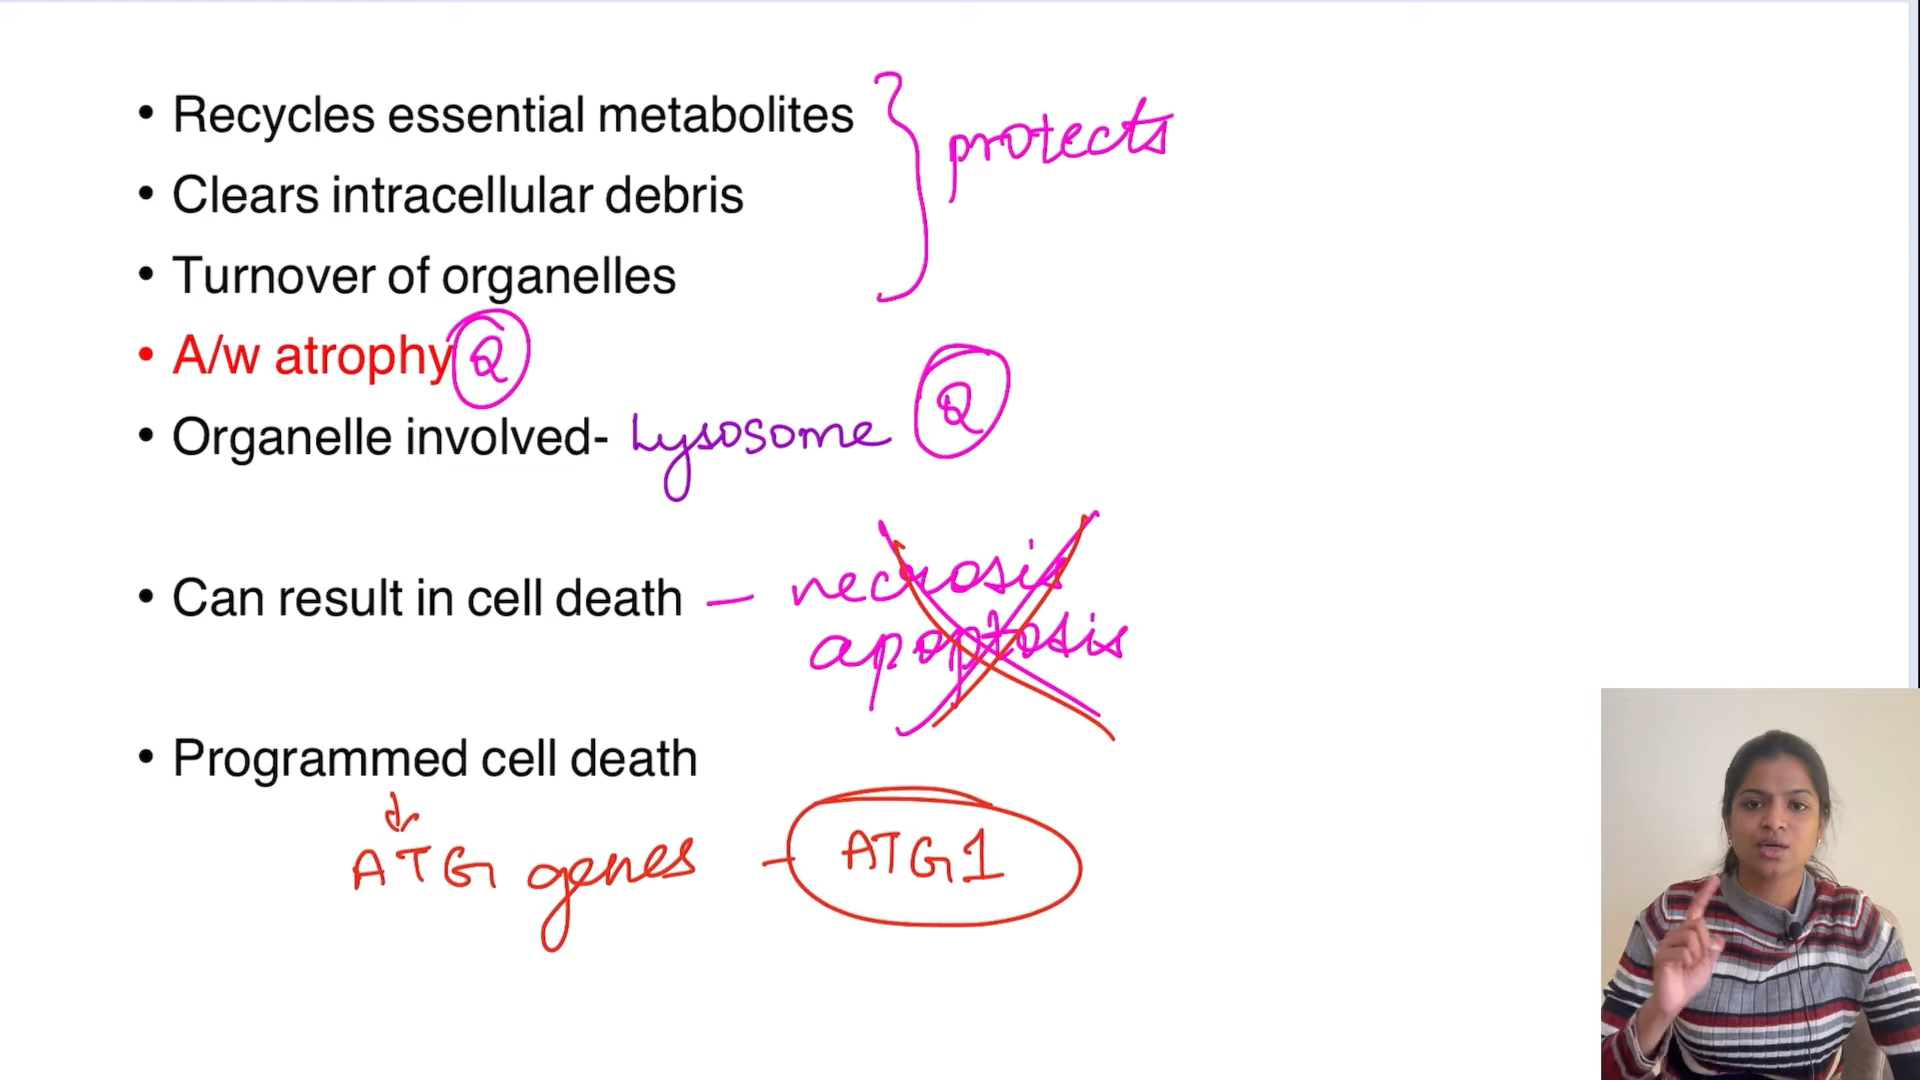 • Recycles essential metabolites
protects
• Clears intracellular debris
• Turnover of organelles
• A/w atrophy Q
• Organelle involved- Lysosome Q
• Can result in cell death – necrosis
apoptosis
• Programmed cell death
ATG genes - ATG1